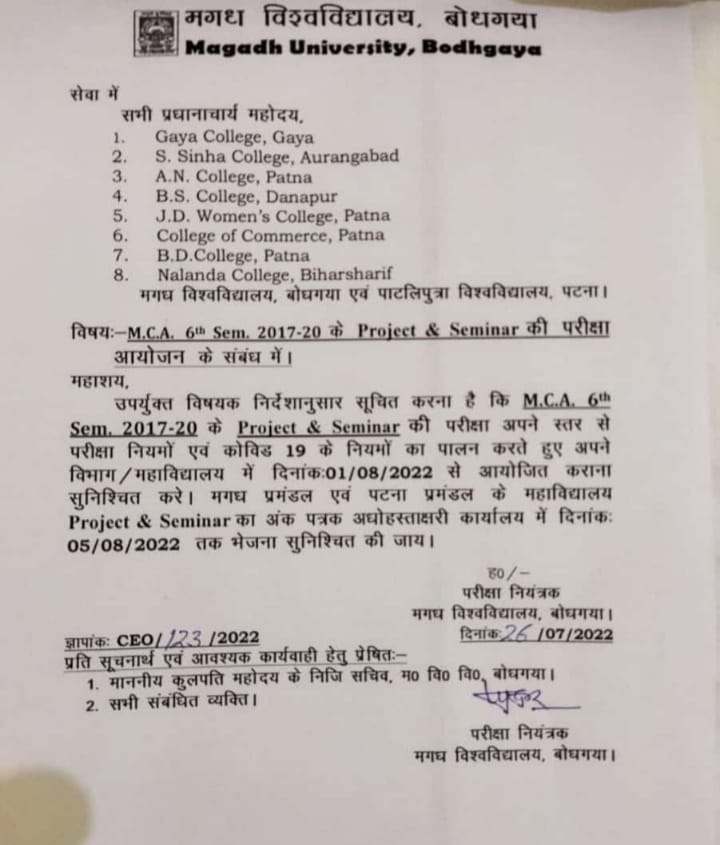 मगध विश्वविद्यालय, बोधगया
Magadh University, Bodhgaya
सेवा में
सभी प्रधानाचार्य महोदय,
1. Gaya College, Gaya
2. S. Sinha College, Aurangabad
3. A.N. College, Patna
4. B.S. College, Danapur
5. J.D. Women's College, Patna
6. College of Commerce, Patna
7. B.D.College, Patna
8. Nalanda College, Biharsharif
मगध विश्वविद्यालय, बोधगया एवं पाटलिपुत्रा विश्वविद्यालय, पटना।
विषयः–M.C.A. 6th Sem. 2017-20 के Project & Seminar की परीक्षा
आयोजन के संबंध में।
महाशय,
उपर्युक्त विषयक निर्देशानुसार सूचित करना है कि M.C.A. 6th
Sem. 2017-20 के Project & Seminar की परीक्षा अपने स्तर से
परीक्षा नियमों एवं कोविड 19 के नियमों का पालन करते हुए अपने
विभाग/महाविद्यालय में दिनांक:01/08/2022 से आयोजित कराना
सुनिश्चित करे। मगध प्रमंडल एवं पटना प्रमंडल के महाविद्यालय
Project & Seminar का अंक पत्रक अधोहस्ताक्षरी कार्यालय में दिनांक:
05/08/2022 तक भेजना सुनिश्चित की जाय।
ह0/–
परीक्षा नियंत्रक
मगध विश्वविद्यालय, बोधगया।
ज्ञापांक: CEO/123/2022 दिनांक:26/07/2022
प्रति सूचनार्थ एवं आवश्यक कार्यवाही हेतु प्रेषितः–
1. माननीय कुलपति महोदय के निजि सचिव, म0 वि0 वि0, बोधगया।
2. सभी संबंधित व्यक्ति।
परीक्षा नियंत्रक
मगध विश्वविद्यालय, बोधगया।